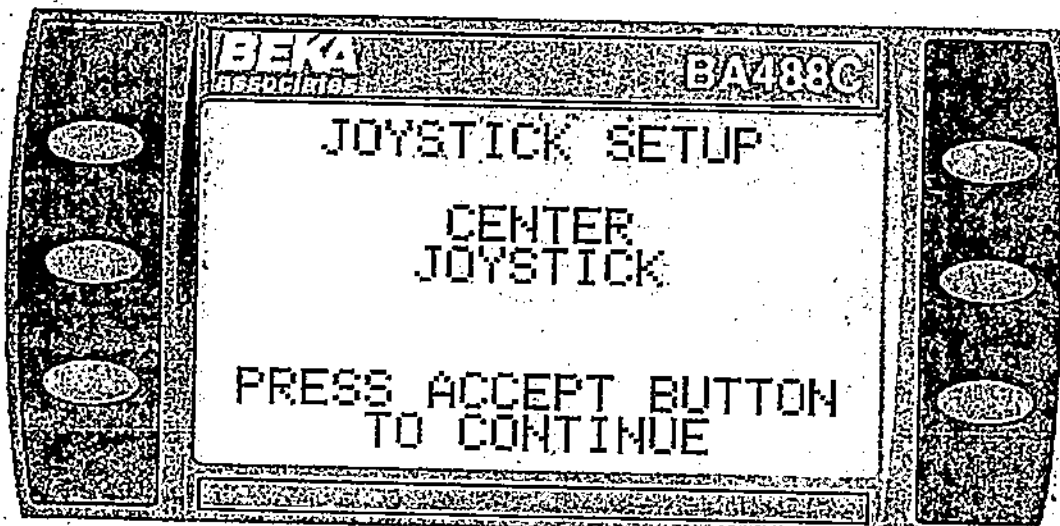 BEKA
associates
BA488C
JOYSTICK SETUP
CENTER
JOYSTICK
PRESS ACCEPT BUTTON
TO CONTINUE